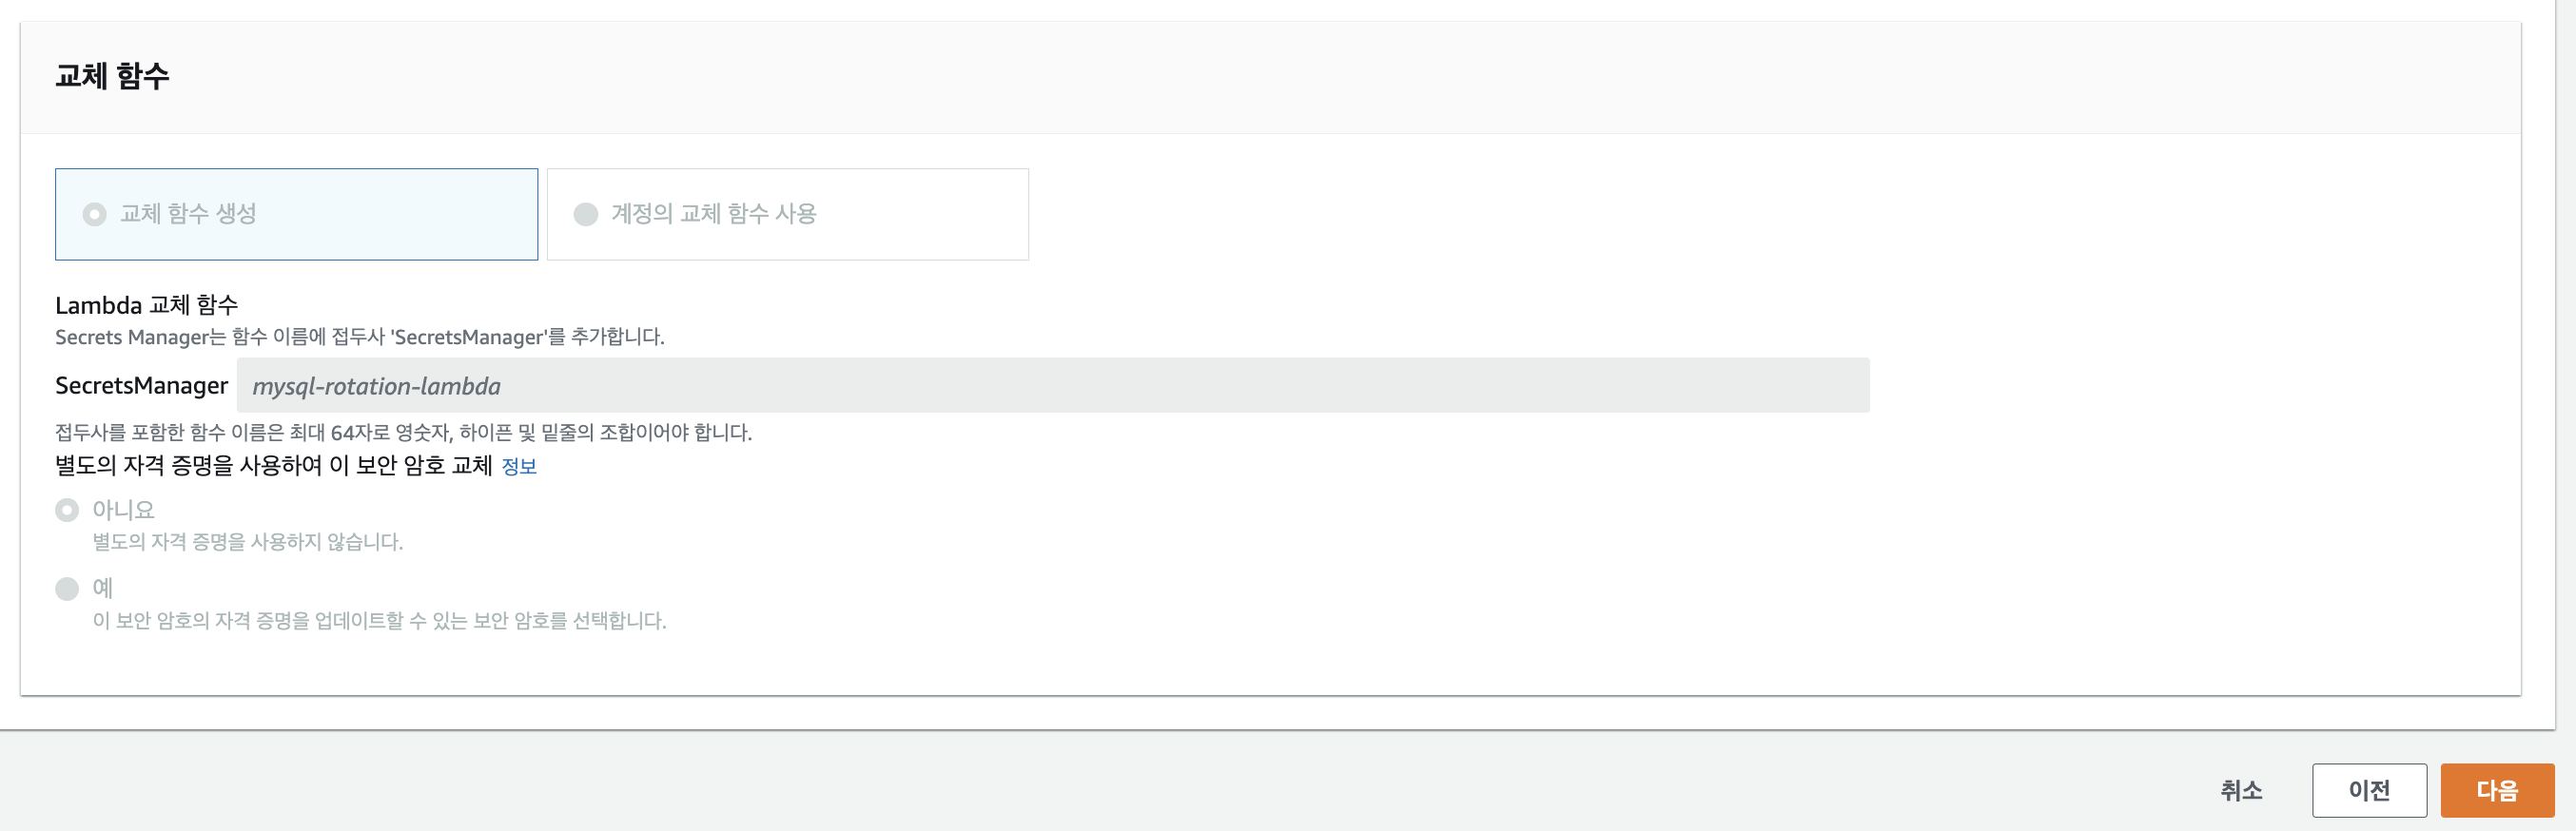 교체 함수
교체 함수 생성
계정의 교체 함수 사용
Lambda 교체 함수
Secrets Manager는 함수 이름에 접두사 'SecretsManager'를 추가합니다.
SecretsManager mysql-rotation-lambda
접두사를 포함한 함수 이름은 최대 64자로 영숫자, 하이픈 및 밑줄의 조합이어야 합니다.
별도의 자격 증명을 사용하여 이 보안 암호 교체 정보
아니요
별도의 자격 증명을 사용하지 않습니다.
예
이 보안 암호의 자격 증명을 업데이트할 수 있는 보안 암호를 선택합니다.
취소 이전 다음